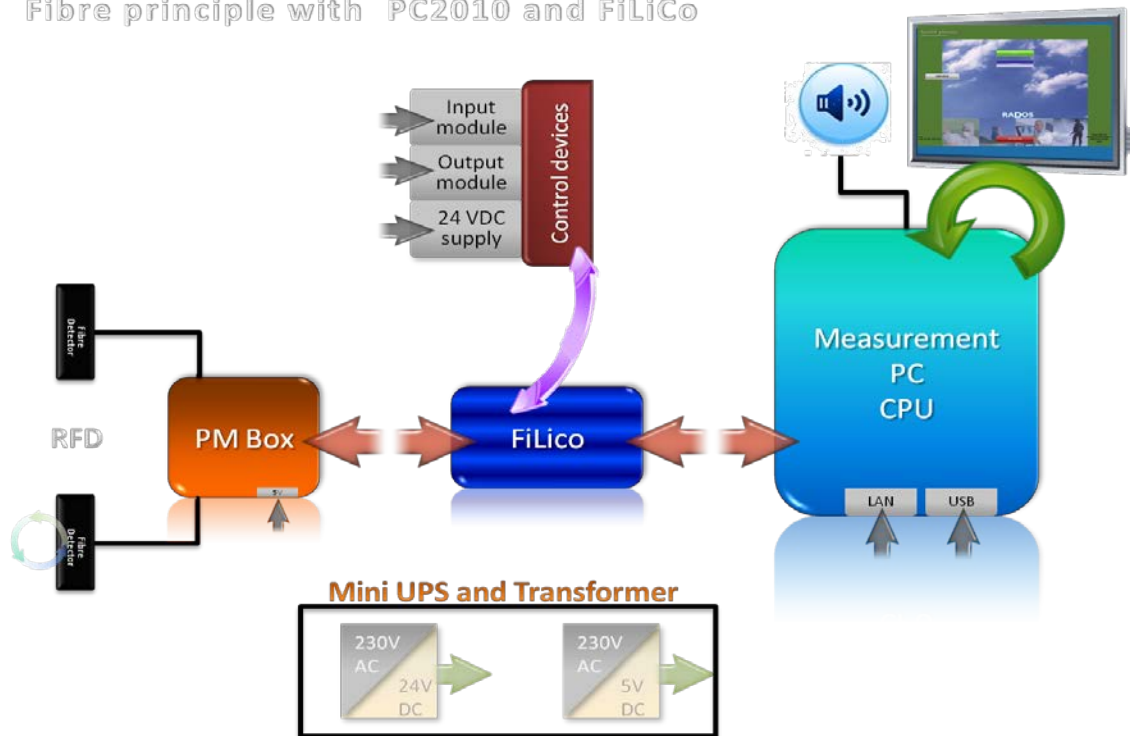 Fibre principle with PC2010 and FiLiCo
Input
module
Output
module
24 VDC
supply
Control devices
RADOS
Measurement
PC
CPU
LAN
USB
Fibre
Detector
RFD
PM Box
5V
FiLico
Fibre
Detector
Mini UPS and Transformer
230V
AC
24V
DC
230V
AC
5V
DC